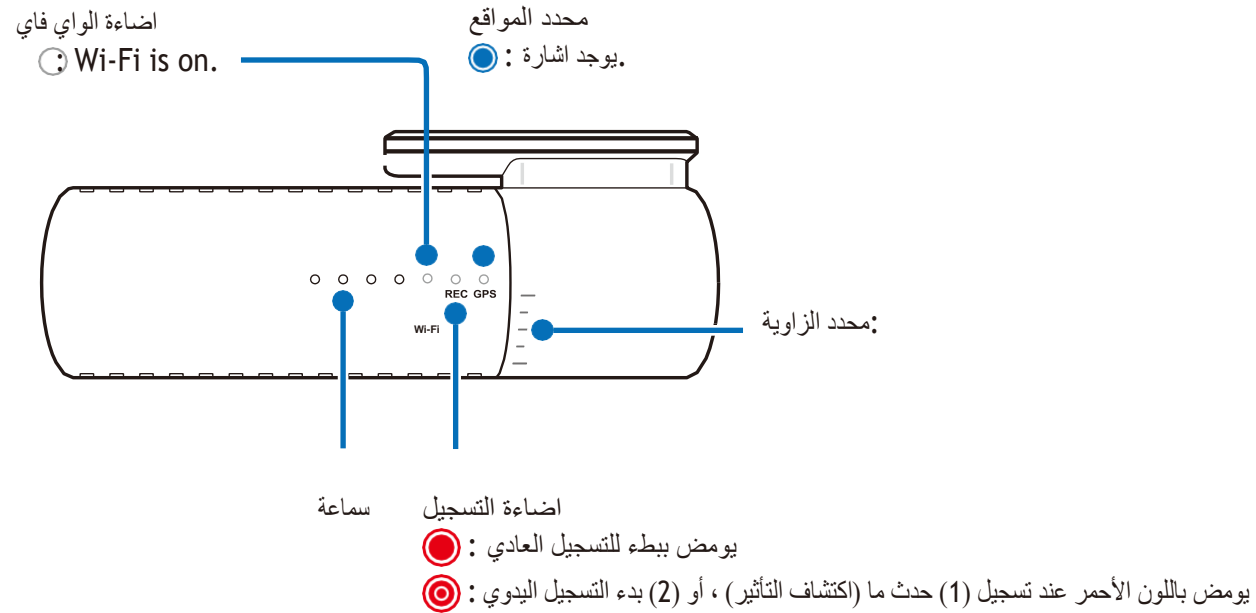 محدد المواقع
يوجد اشارة :.
اضاءة الواي فاي
: Wi-Fi is on.
REC GPS
Wi-Fi
محدد الزاوية:
اضاءة التسجيل
سماعة
يومض ببطء للتسجيل العادي :
يومض باللون الأحمر عند تسجيل (1) حدث ما (اكتشاف التأثير) ، أو (2) بدء التسجيل اليدوي :